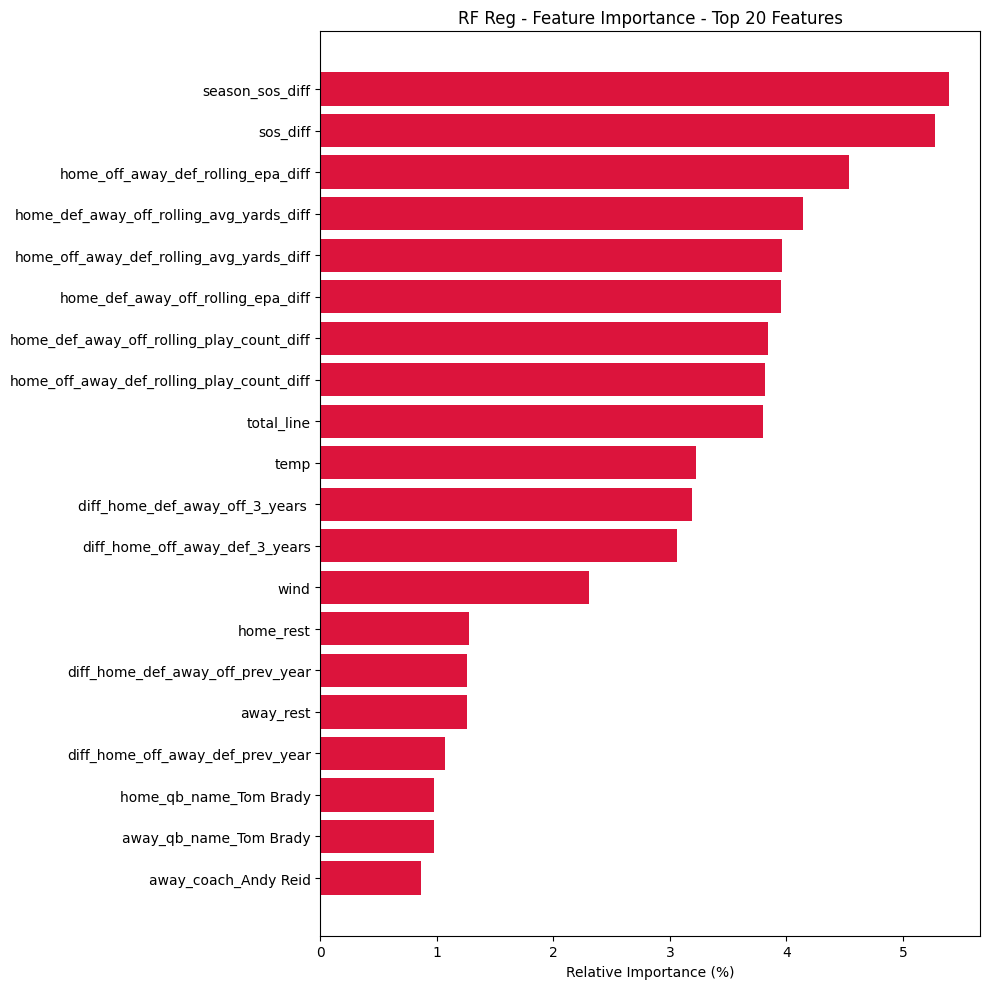 RF Reg - Feature Importance - Top 20 Features
season_sos_diff
sos_diff
home_off_away_def_rolling_epa_diff
home_def_away_off_rolling_avg_yards_diff
home_off_away_def_rolling_avg_yards_diff
home_def_away_off_rolling_epa_diff
home_def_away_off_rolling_play_count_diff
home_off_away_def_rolling_play_count_diff
total_line
temp
diff_home_def_away_off_3_years
diff_home_off_away_def_3_years
wind
home_rest
diff_home_def_away_off_prev_year
away_rest
diff_home_off_away_def_prev_year
home_qb_name_Tom Brady
away_qb_name_Tom Brady
away_coach_Andy Reid
0 1 2 3 4 5
Relative Importance (%)